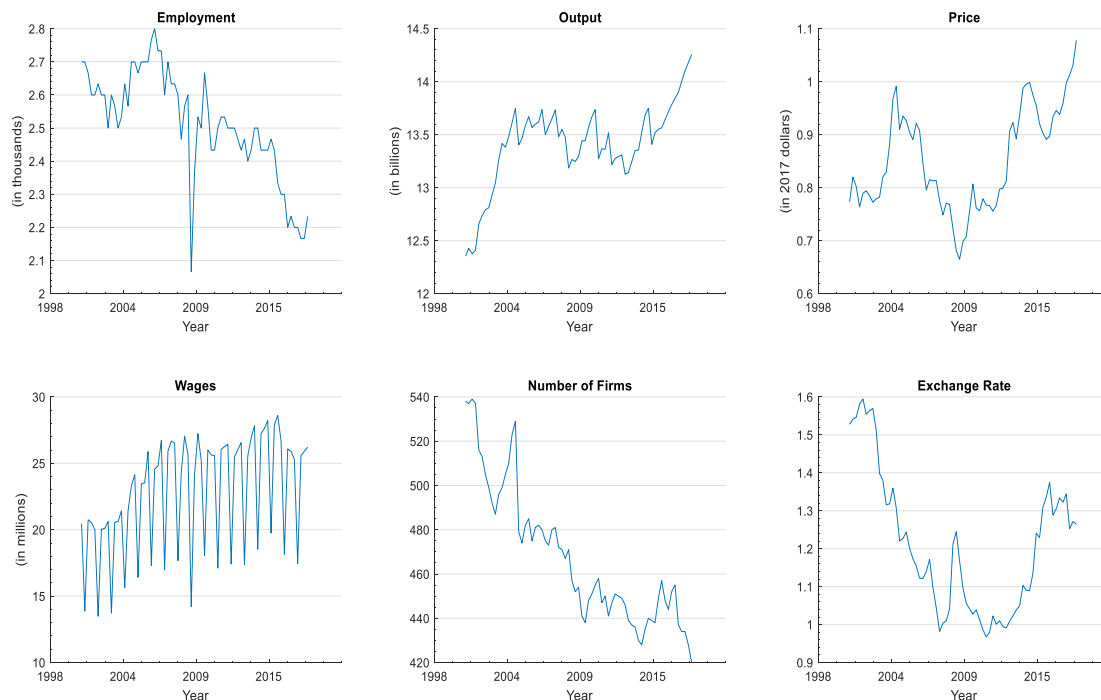 Employment
(in thousands)
2.8
2.7
2.6
2.5
2.4
2.3
2.2
2.1
2
1998 2004 2009 2015
Year
Output
(in billions)
14.5
14
13.5
13
12.5
12
1998 2004 2009 2015
Year
Price
(in 2017 dollars)
1.1
1
0.9
0.8
0.7
0.6
1998 2004 2009 2015
Year
Wages
(in millions)
30
25
20
15
10
1998 2004 2009 2015
Year
Number of Firms
540
520
500
480
460
440
420
1998 2004 2009 2015
Year
Exchange Rate
1.6
1.5
1.4
1.3
1.2
1.1
1
0.9
1998 2004 2009 2015
Year